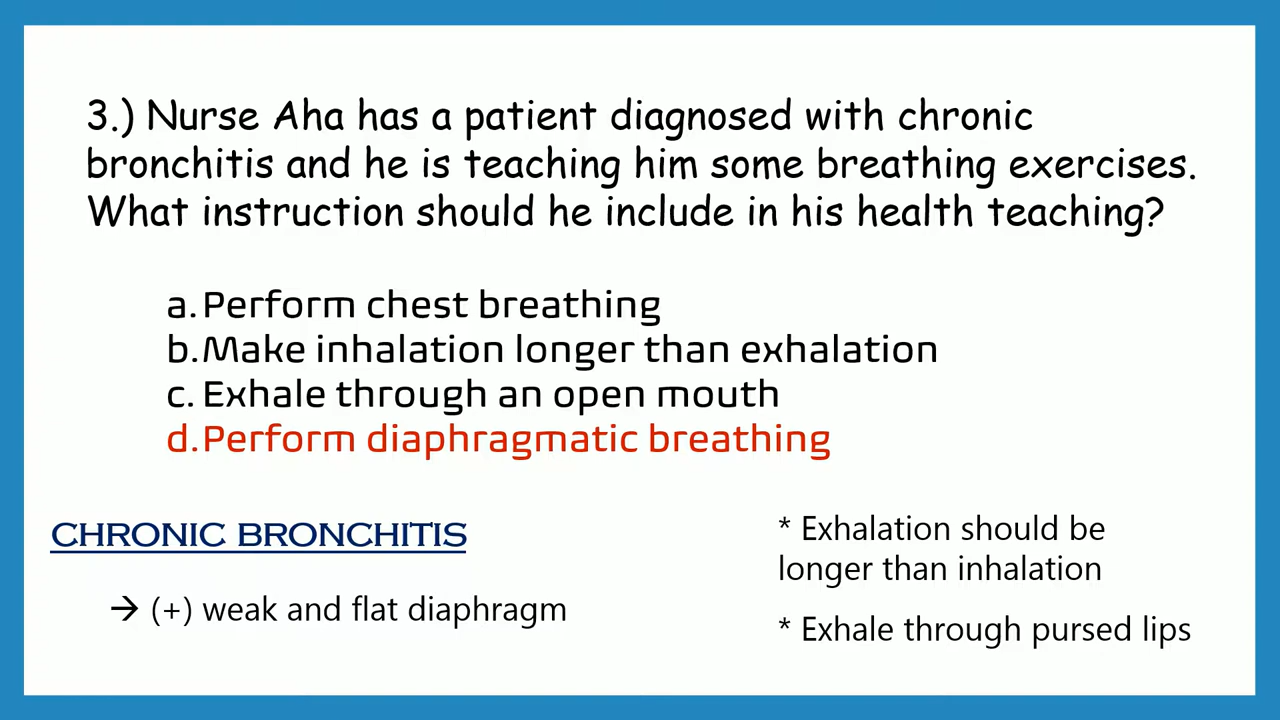 3.) Nurse Aha has a patient diagnosed with chronic
bronchitis and he is teaching him some breathing exercises.
What instruction should he include in his health teaching?
a. Perform chest breathing
b. Make inhalation longer than exhalation
c. Exhale through an open mouth
d. Perform diaphragmatic breathing
CHRONIC BRONCHITIS
→ (+) weak and flat diaphragm
* Exhalation should be
longer than inhalation
* Exhale through pursed lips